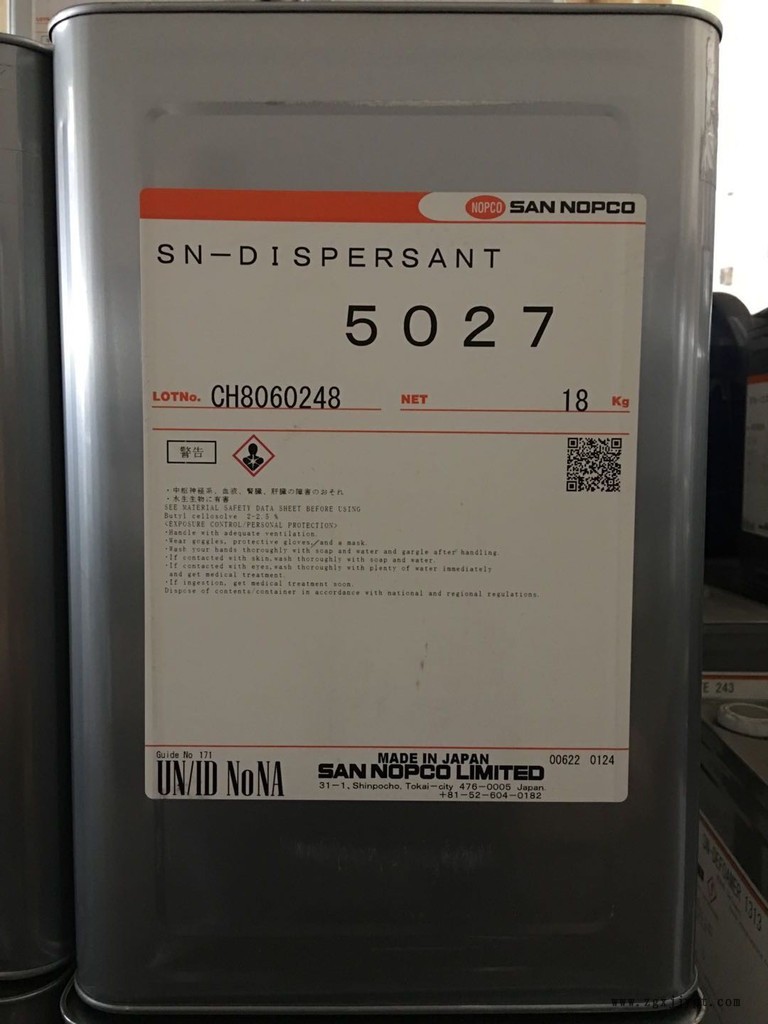 NOPCO SAN NOPCO
SN-DISPERSANT
5027
LOTNo. CH8060248 NET 18 Kg
警告
・中枢神経系、血液、腎臓、肝臓の障害のおそれ
・水生生物に有害
SEE MATERIAL SAFETY DATA SHEET BEFORE USING
Butyl cellosolve 2-2.5 %
<EXPOSURE CONTROL/PERSONAL PROTECTION>
・Handle with adequate ventilation.
・Wear goggles, protective gloves, and a mask.
・Wash your hands thoroughly with soap and water and gargle after handling.
・If contacted with skin, wash thoroughly with soap and water.
・If contacted with eyes, wash thoroughly with plenty of water immediately
and get medical treatment.
・If ingestion, get medical treatment soon.
Dispose of contents/container in accordance with national and regional regulations.
Guide No 171
UN/ID No NA
MADE IN JAPAN
SAN NOPCO LIMITED
31-1, Shinpocho, Tokai-city 476-0005 Japan.
+81-52-604-0182
00622 0124
E 243
SN-DEFOAMER 1313